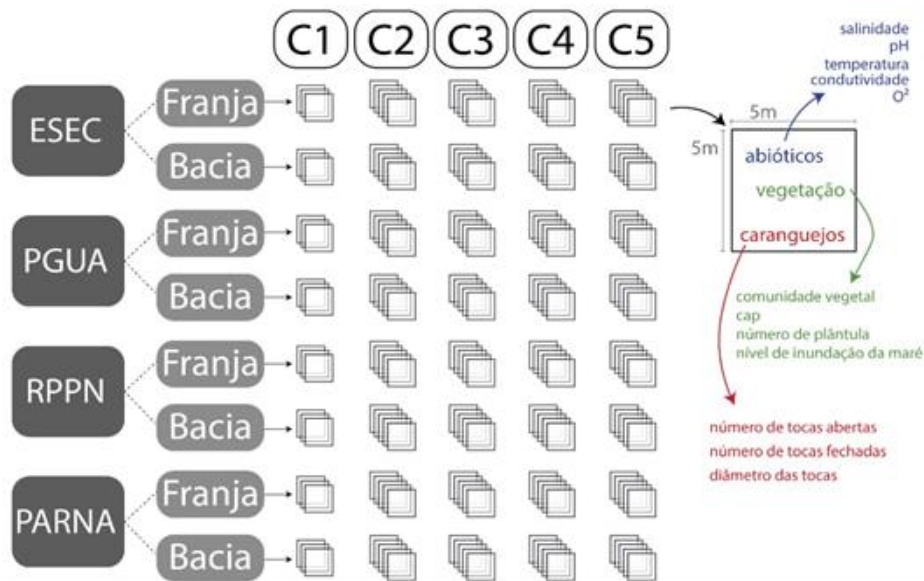 C1 C2 C3 C4 C5
salinidade
pH
temperatura
condutividade
O²
ESEC
Franja
Bacia
PGUA
Franja
Bacia
RPPN
Franja
Bacia
PARNA
Franja
Bacia
5m
5m
abióticos
vegetação
caranguejos
comunidade vegetal
cap
número de plântula
nível de inundação da maré
número de tocas abertas
número de tocas fechadas
diâmetro das tocas